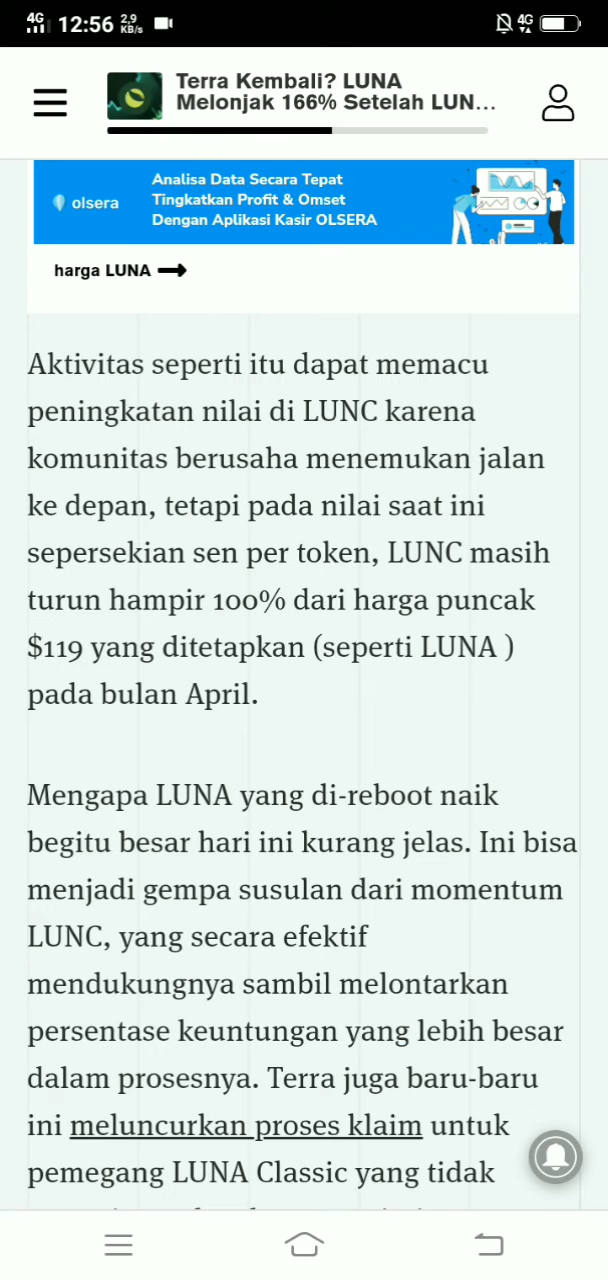 4G 12:56 2,9 KB/s 4G
Terra Kembali? LUNA
Melonjak 166% Setelah LUN...
olsera
Analisa Data Secara Tepat
Tingkatkan Profit & Omset
Dengan Aplikasi Kasir OLSERA
harga LUNA
Aktivitas seperti itu dapat memacu
peningkatan nilai di LUNC karena
komunitas berusaha menemukan jalan
ke depan, tetapi pada nilai saat ini
sepersekian sen per token, LUNC masih
turun hampir 100% dari harga puncak
$119 yang ditetapkan (seperti LUNA )
pada bulan April.
Mengapa LUNA yang di-reboot naik
begitu besar hari ini kurang jelas. Ini bisa
menjadi gempa susulan dari momentum
LUNC, yang secara efektif
mendukungnya sambil melontarkan
persentase keuntungan yang lebih besar
dalam prosesnya. Terra juga baru-baru
ini meluncurkan proses klaim untuk
pemegang LUNA Classic yang tidak